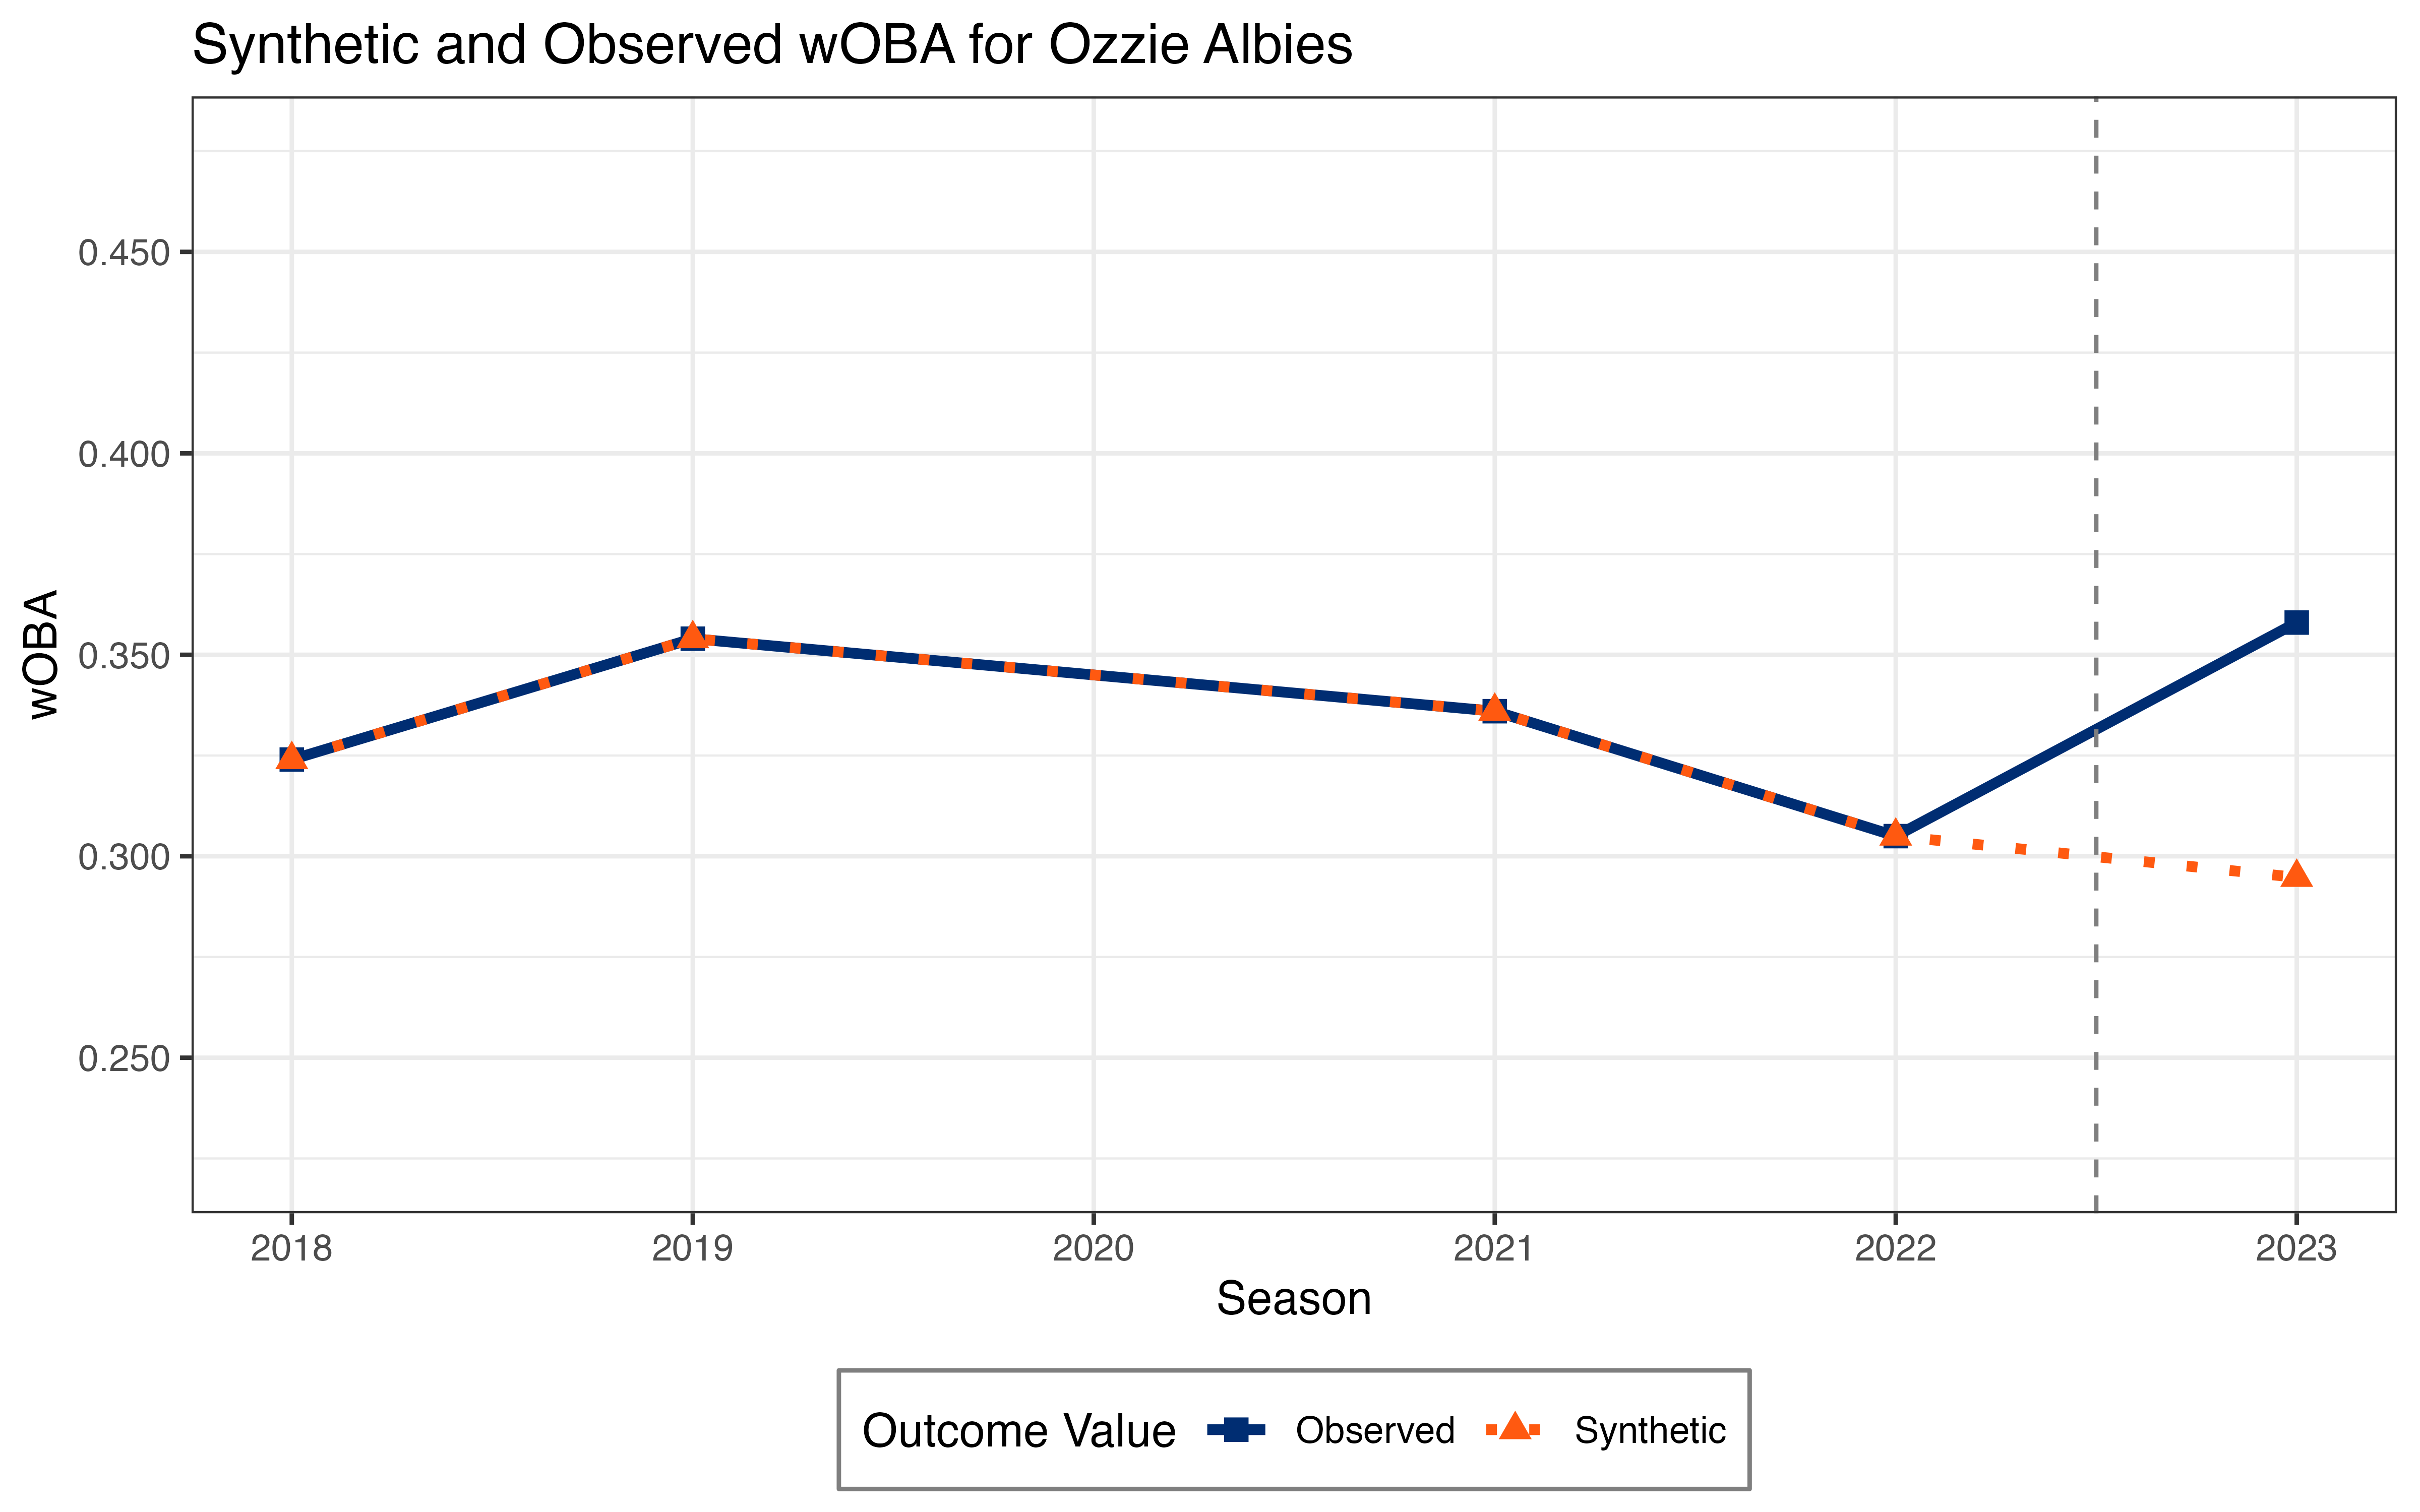 Synthetic and Observed wOBA for Ozzie Albies
wOBA
0.450
0.400
0.350
0.300
0.250
2018 2019 2020 2021 2022 2023
Season
Outcome Value Observed Synthetic